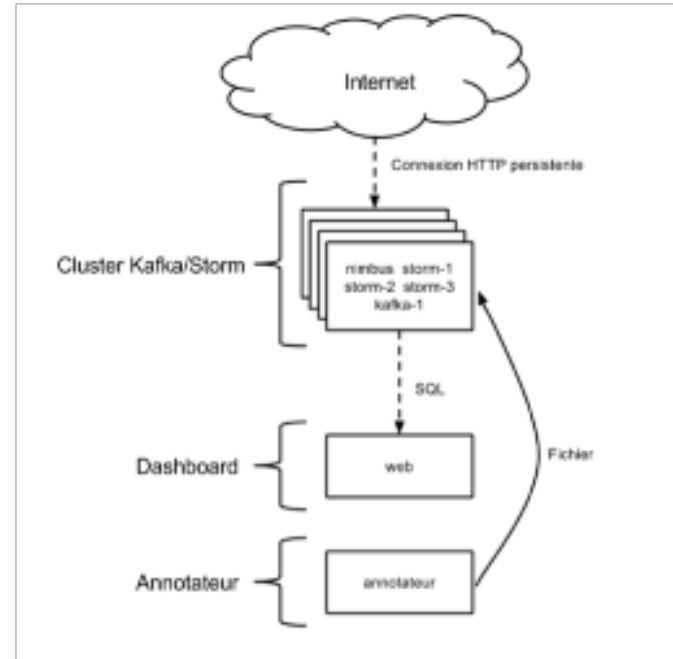 Internet
Connexion HTTP persistente
Cluster Kafka/Storm
nimbus storm-1
storm-2 storm-3
kafka-1
SQL
Dashboard
web
Fichier
Annotateur
annotateur